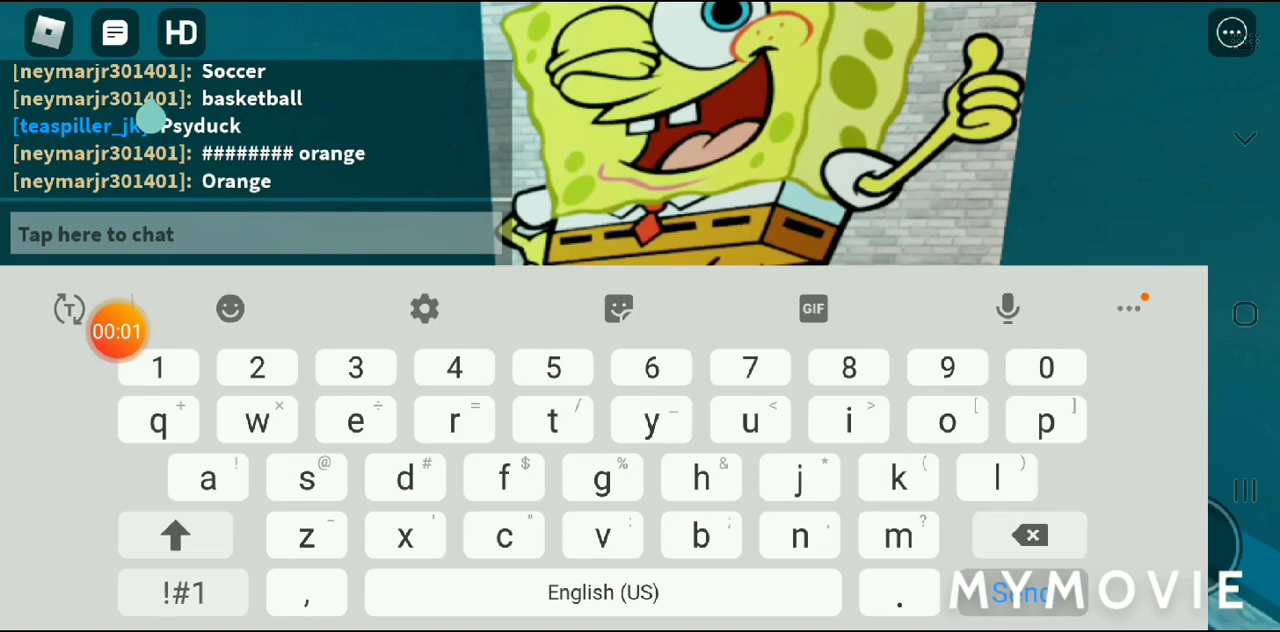 HD
[neymarjr301401]: Soccer
[neymarjr301401]: basketball
[teaspiller_jk]: Psyduck
[neymarjr301401]: ######## orange
[neymarjr301401]: Orange
Tap here to chat
T GIF
00:01
1 2 3 4 5 6 7 8 9 0
q + w × e ÷ r = t / y _ u < i > o [ p ]
a ! s @ d # f $ g % h & j * k ( l )
z - x ' c " v : b ; n , m ?
!#1 , English (US) . Send
MYMOVIE